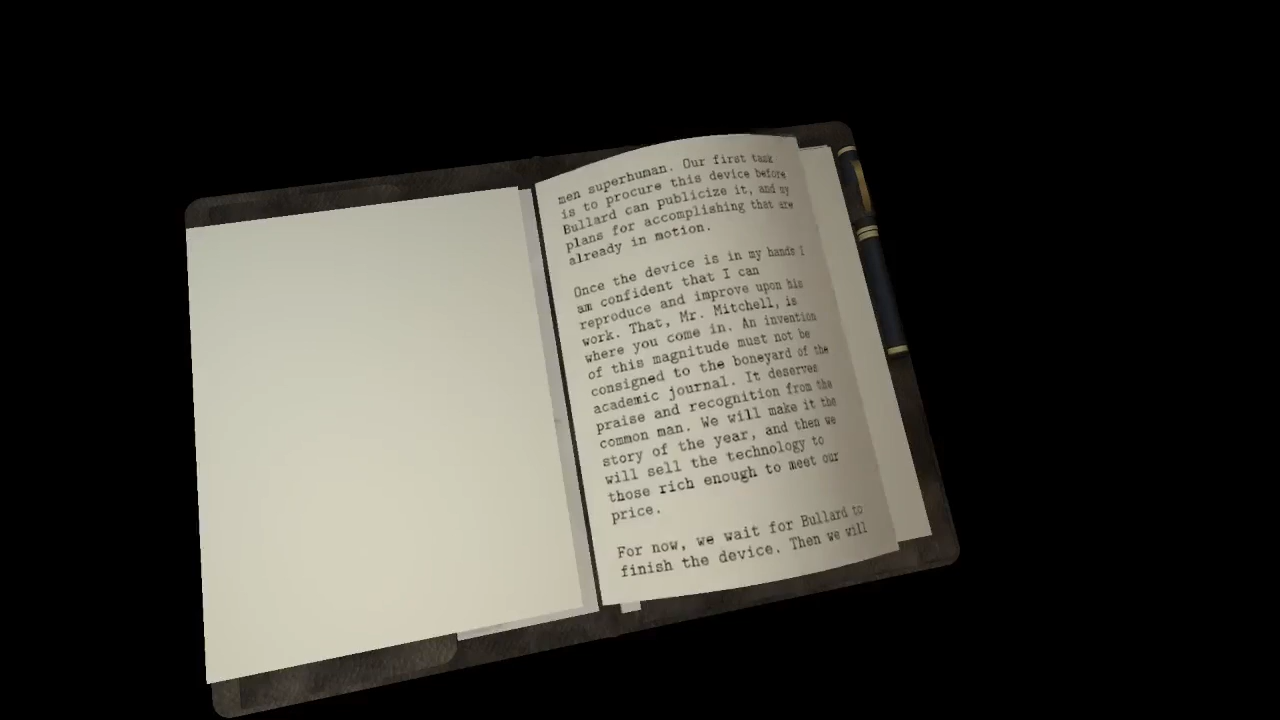 men superhuman. Our first task
is to procure this device before
Bullard can publicize it, and my
plans for accomplishing that are
already in motion.
Once the device is in my hands I
am confident that I can
reproduce and improve upon his
work. That, Mr. Mitchell, is
where you come in. An invention
of this magnitude must not be
consigned to the boneyard of the
academic journal. It deserves
praise and recognition from the
common man. We will make it the
story of the year, and then we
will sell the technology to
those rich enough to meet our
price.
For now, we wait for Bullard to
finish the device. Then we will